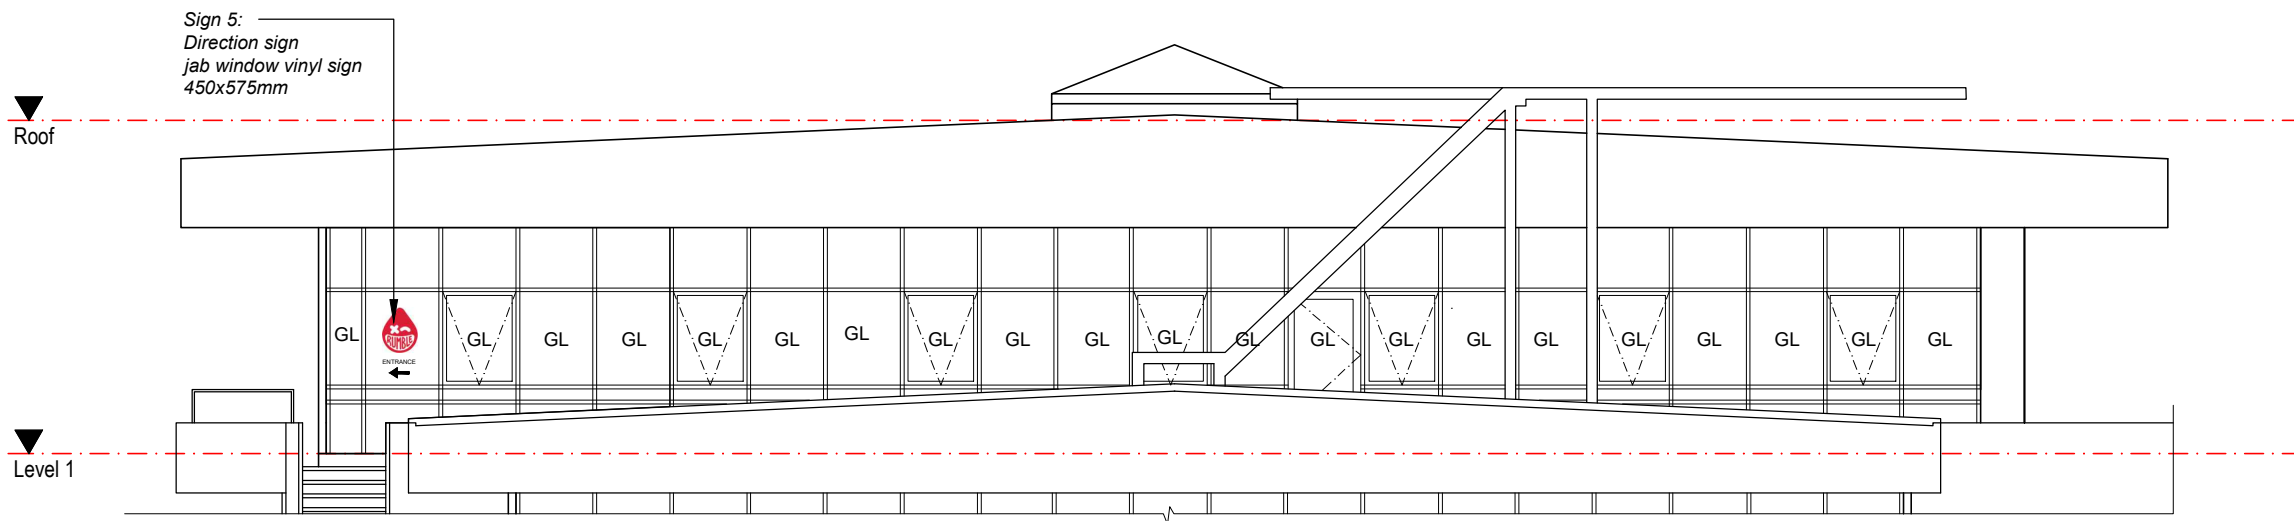 Sign 5:
Direction sign
jab window vinyl sign
450x575mm
Roof
GL GL GL GL GL GL GL GL GL GL GL GL GL GL GL GL GL GL GL GL GL
RUMBLE
ENTRANCE
Level 1